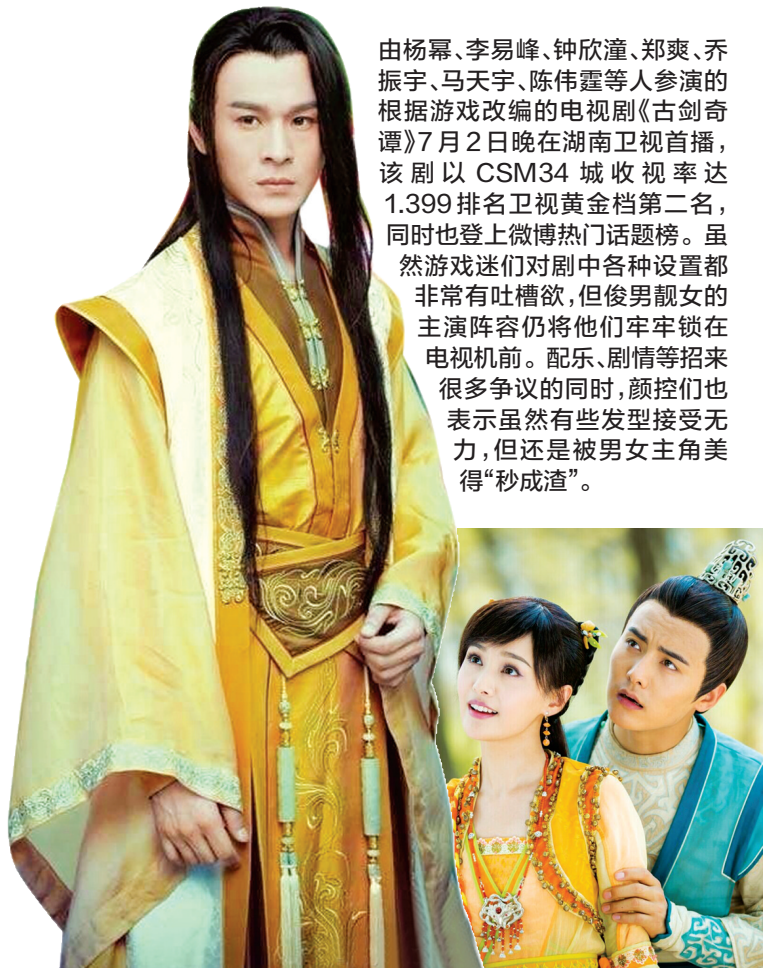 由杨幂、李易峰、钟欣潼、郑爽、乔
振宇、马天宇、陈伟霆等人参演的
根据游戏改编的电视剧《古剑奇
谭》7月2日晚在湖南卫视首播，
该剧以CSM34城收视率达
1.399排名卫视黄金档第二名，
同时也登上微博热门话题榜。虽
然游戏迷们对剧中各种设置都
非常有吐槽欲，但俊男靓女的
主演阵容仍将他们牢牢锁在
电视机前。配乐、剧情等招来
很多争议的同时，颜控们也
表示虽然有些发型接受无
力，但还是被男女主角美
得“秒成渣”。